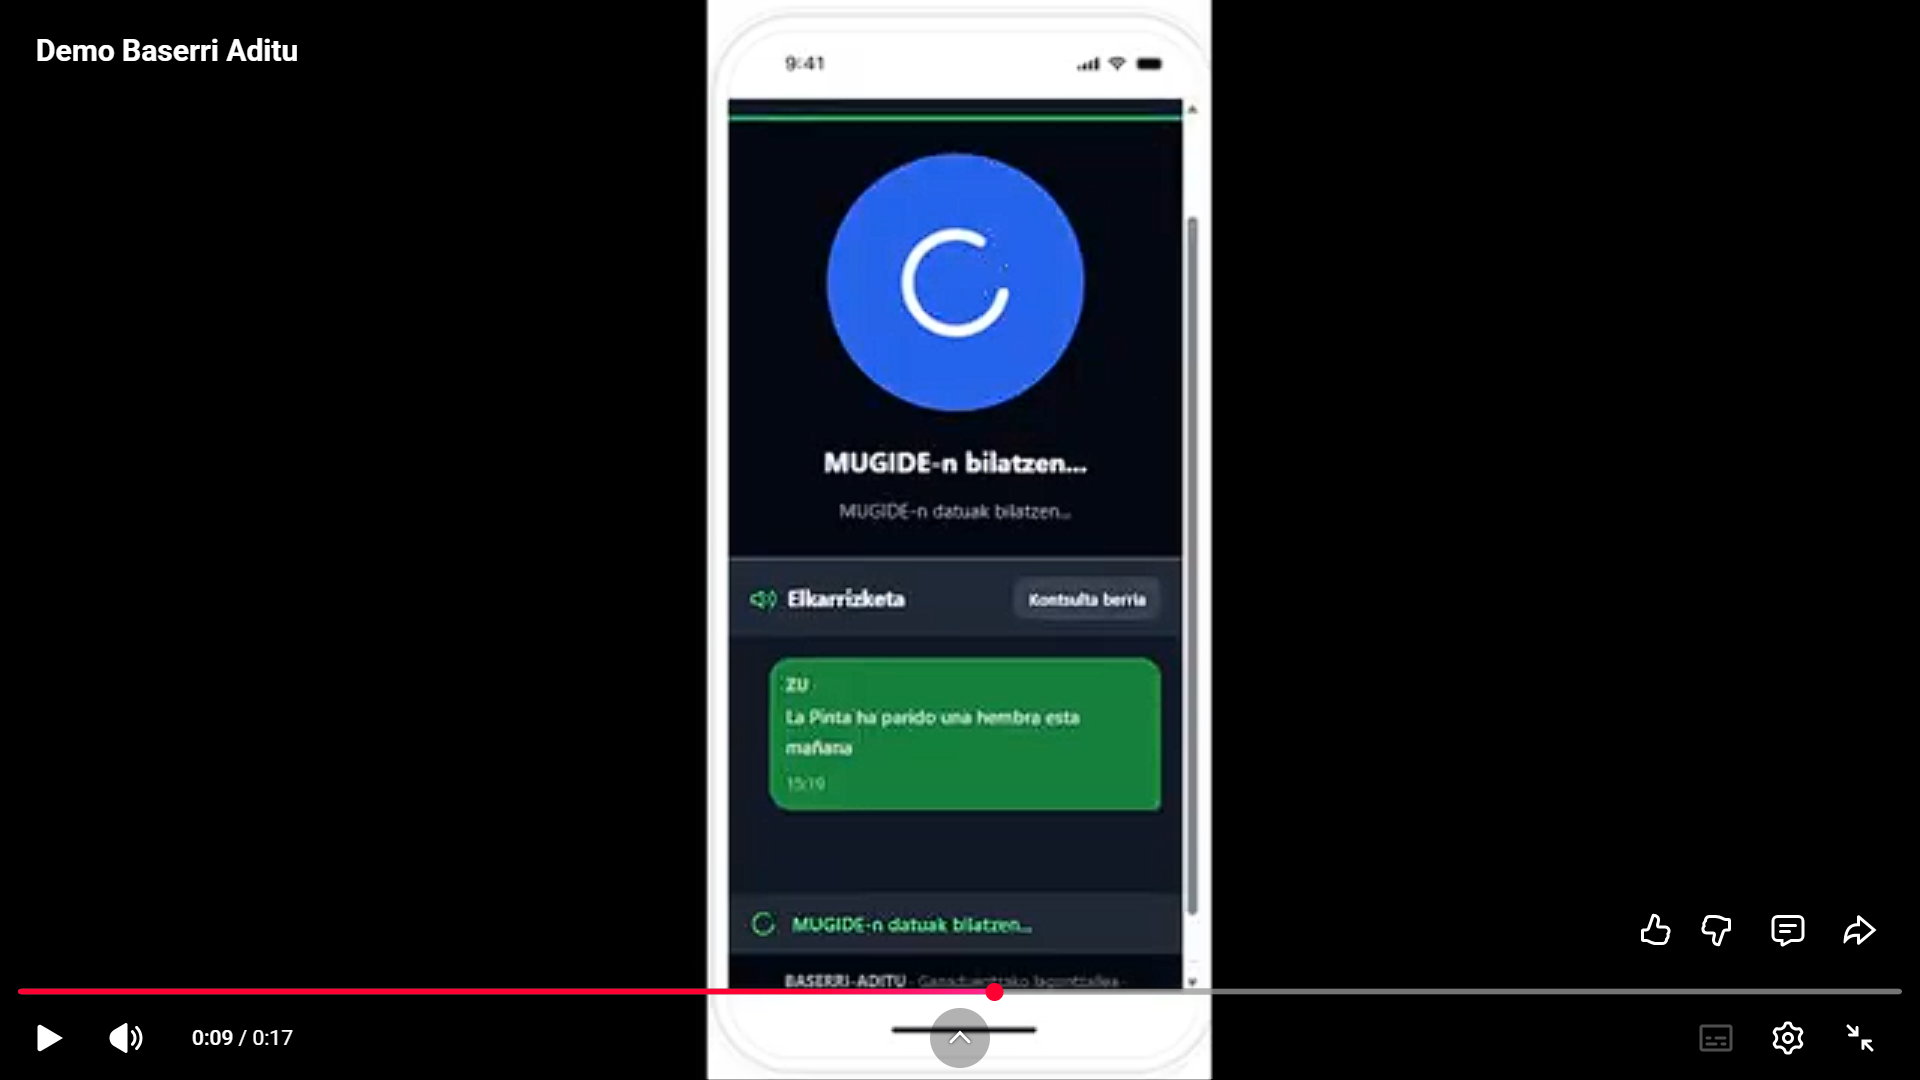 Demo Baserri Aditu
9:41
MUGIDE-n bilatzen...
MUGIDE-n datuak bilatzen...
Elkarrizketa
Kontsulta berria
ZU
La Pinta ha parido una hembra esta
mañana
15:19
MUGIDE-n datuak bilatzen...
BASERRI-ADITU -
0:09 / 0:17